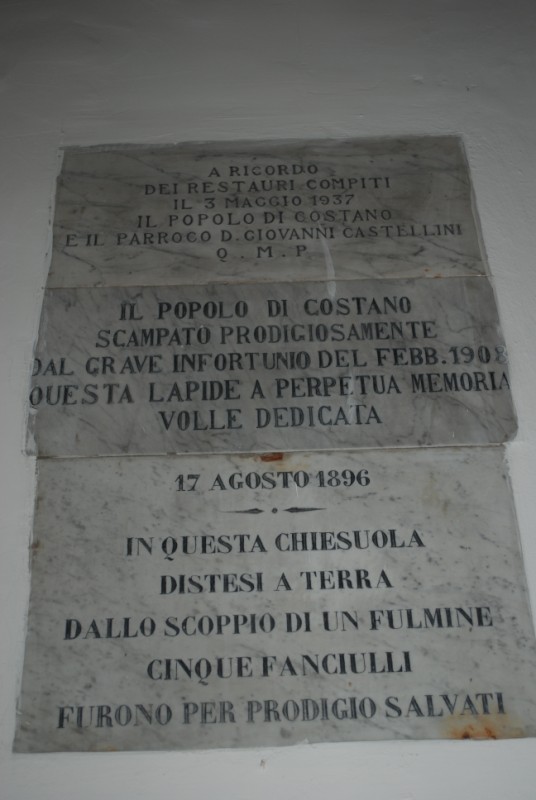 A RICORDO
DEI RESTAURI COMPITI
IL 3 MAGGIO 1937
IL POPOLO DI COSTANO
E IL PARROCO D. GIOVANNI CASTELLINI
Q . M . P
IL POPOLO DI COSTANO
SCAMPATO PRODIGIOSAMENTE
DAL GRAVE INFORTUNIO DEL FEBB. 1908
QUESTA LAPIDE A PERPETUA MEMORIA
VOLLE DEDICATA
17 AGOSTO 1896
IN QUESTA CHIESUOLA
DISTESI A TERRA
DALLO SCOPPIO DI UN FULMINE
CINQUE FANCIULLI
FURONO PER PRODIGIO SALVATI